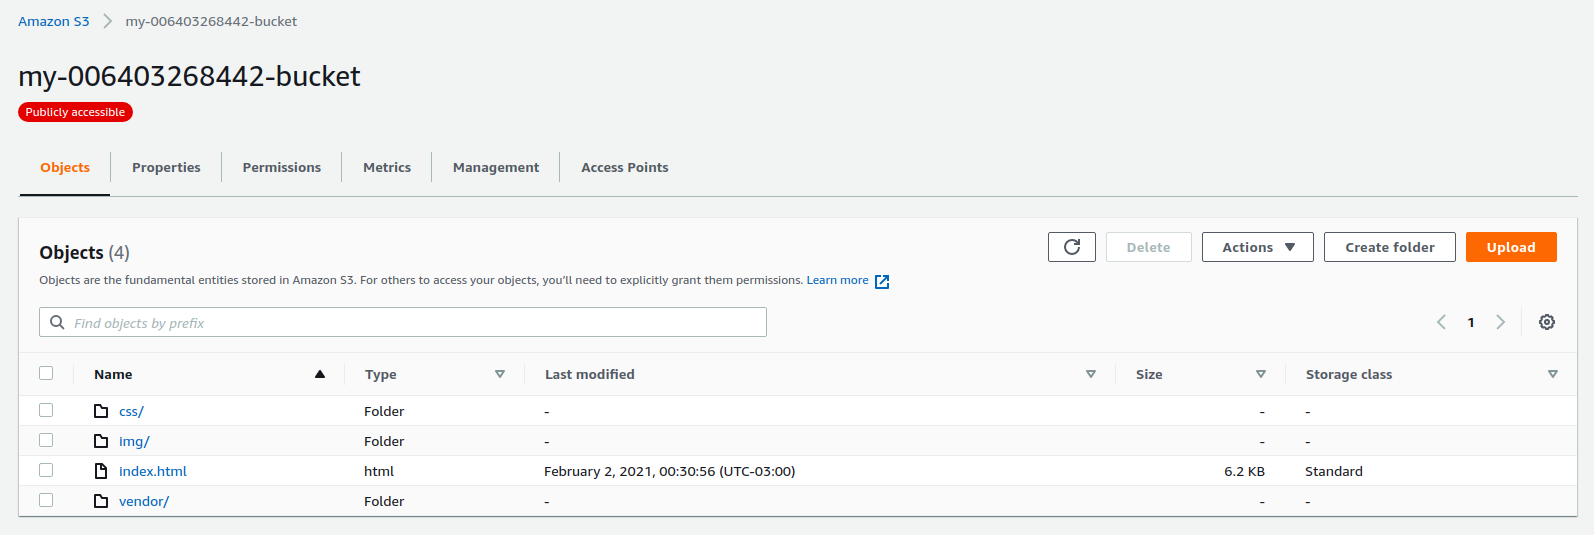 Amazon S3 > my-006403268442-bucket
my-006403268442-bucket
Publicly accessible
Objects Properties Permissions Metrics Management Access Points
Objects (4) Delete Actions Create folder Upload
Objects are the fundamental entities stored in Amazon S3. For others to access your objects, you'll need to explicitly grant them permissions. Learn more
Find objects by prefix 1
Name Type Last modified Size Storage class
css/ Folder - - -
img/ Folder - - -
index.html html February 2, 2021, 00:30:56 (UTC-03:00) 6.2 KB Standard
vendor/ Folder - - -